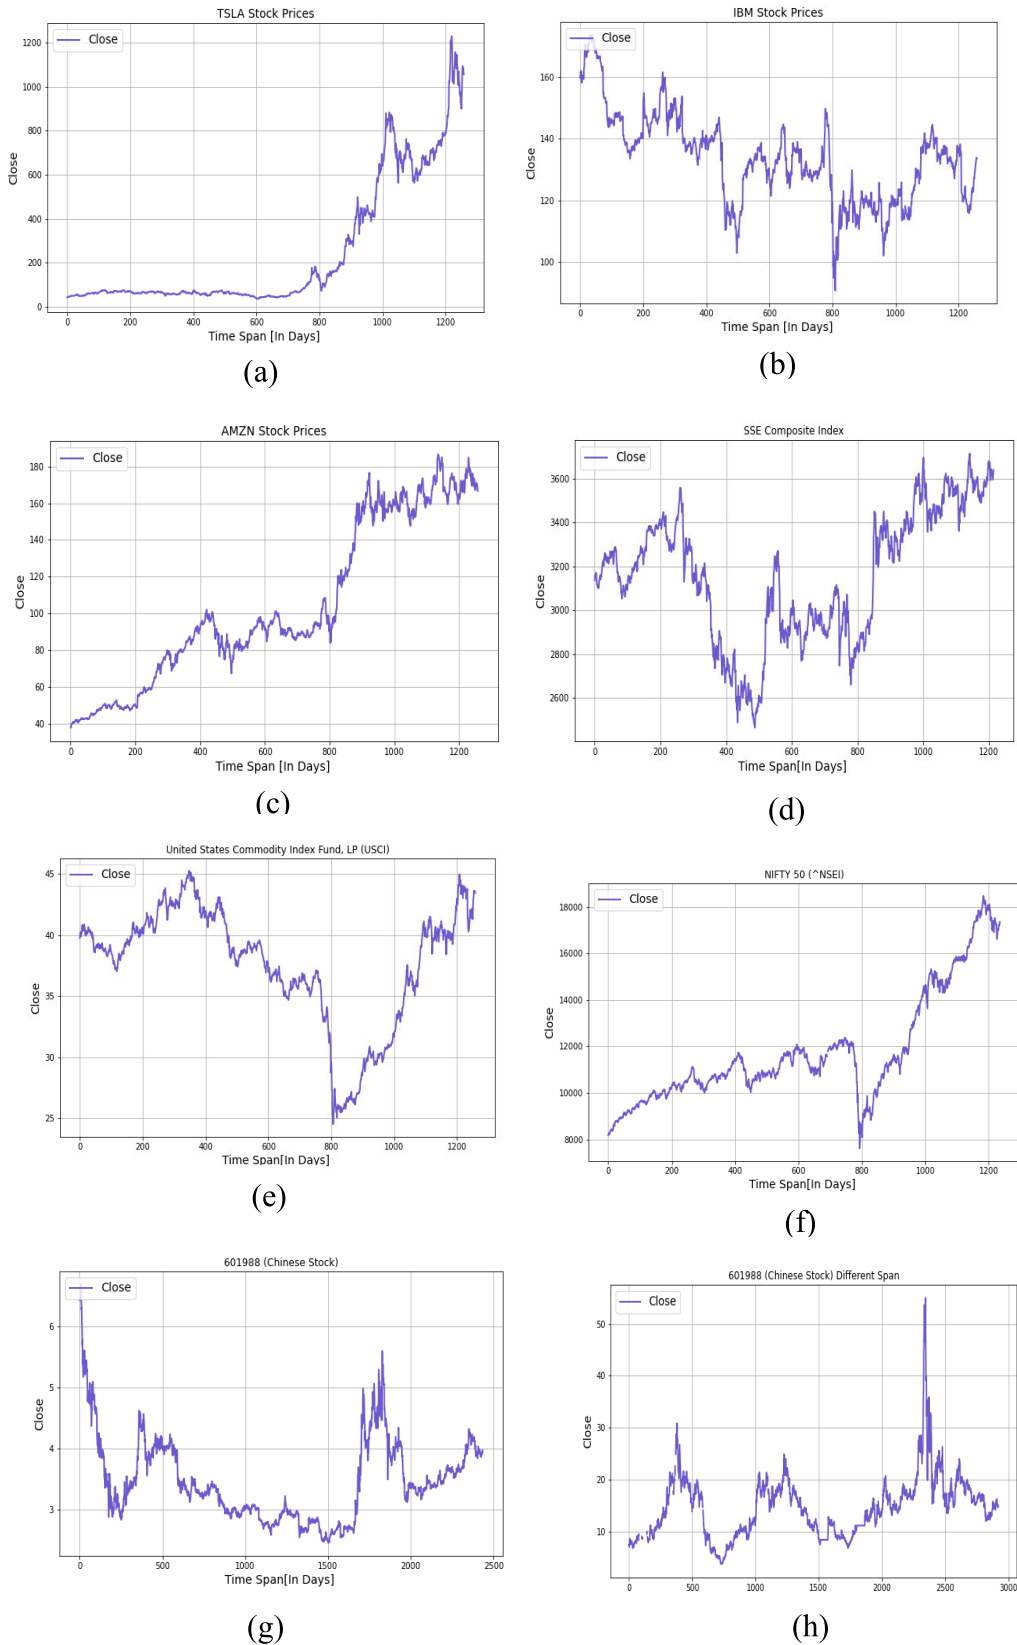 TSLA Stock Prices
Close
1200
1000
800
600
400
200
0
Close
0 200 400 600 800 1000 1200
Time Span [In Days]
(a)
IBM Stock Prices
Close
160
140
120
100
Close
0 200 400 600 800 1000 1200
Time Span [In Days]
(b)
AMZN Stock Prices
Close
180
160
140
120
100
80
60
40
Close
0 200 400 600 800 1000 1200
Time Span [In Days]
(c)
SSE Composite Index
Close
3600
3400
3200
3000
2800
2600
Close
0 200 400 600 800 1000 1200
Time Span[In Days]
(d)
United States Commodity Index Fund, LP (USCI)
Close
45
40
35
30
25
Close
0 200 400 600 800 1000 1200
Time Span[In Days]
(e)
NIFTY 50 (^NSEI)
Close
18000
16000
14000
12000
10000
8000
Close
0 200 400 600 800 1000 1200
Time Span[In Days]
(f)
601988 (Chinese Stock)
Close
6
5
4
3
Close
0 500 1000 1500 2000 2500
Time Span[In Days]
(g)
601988 (Chinese Stock) Different Span
Close
50
40
30
20
10
Close
0 500 1000 1500 2000 2500 3000
(h)